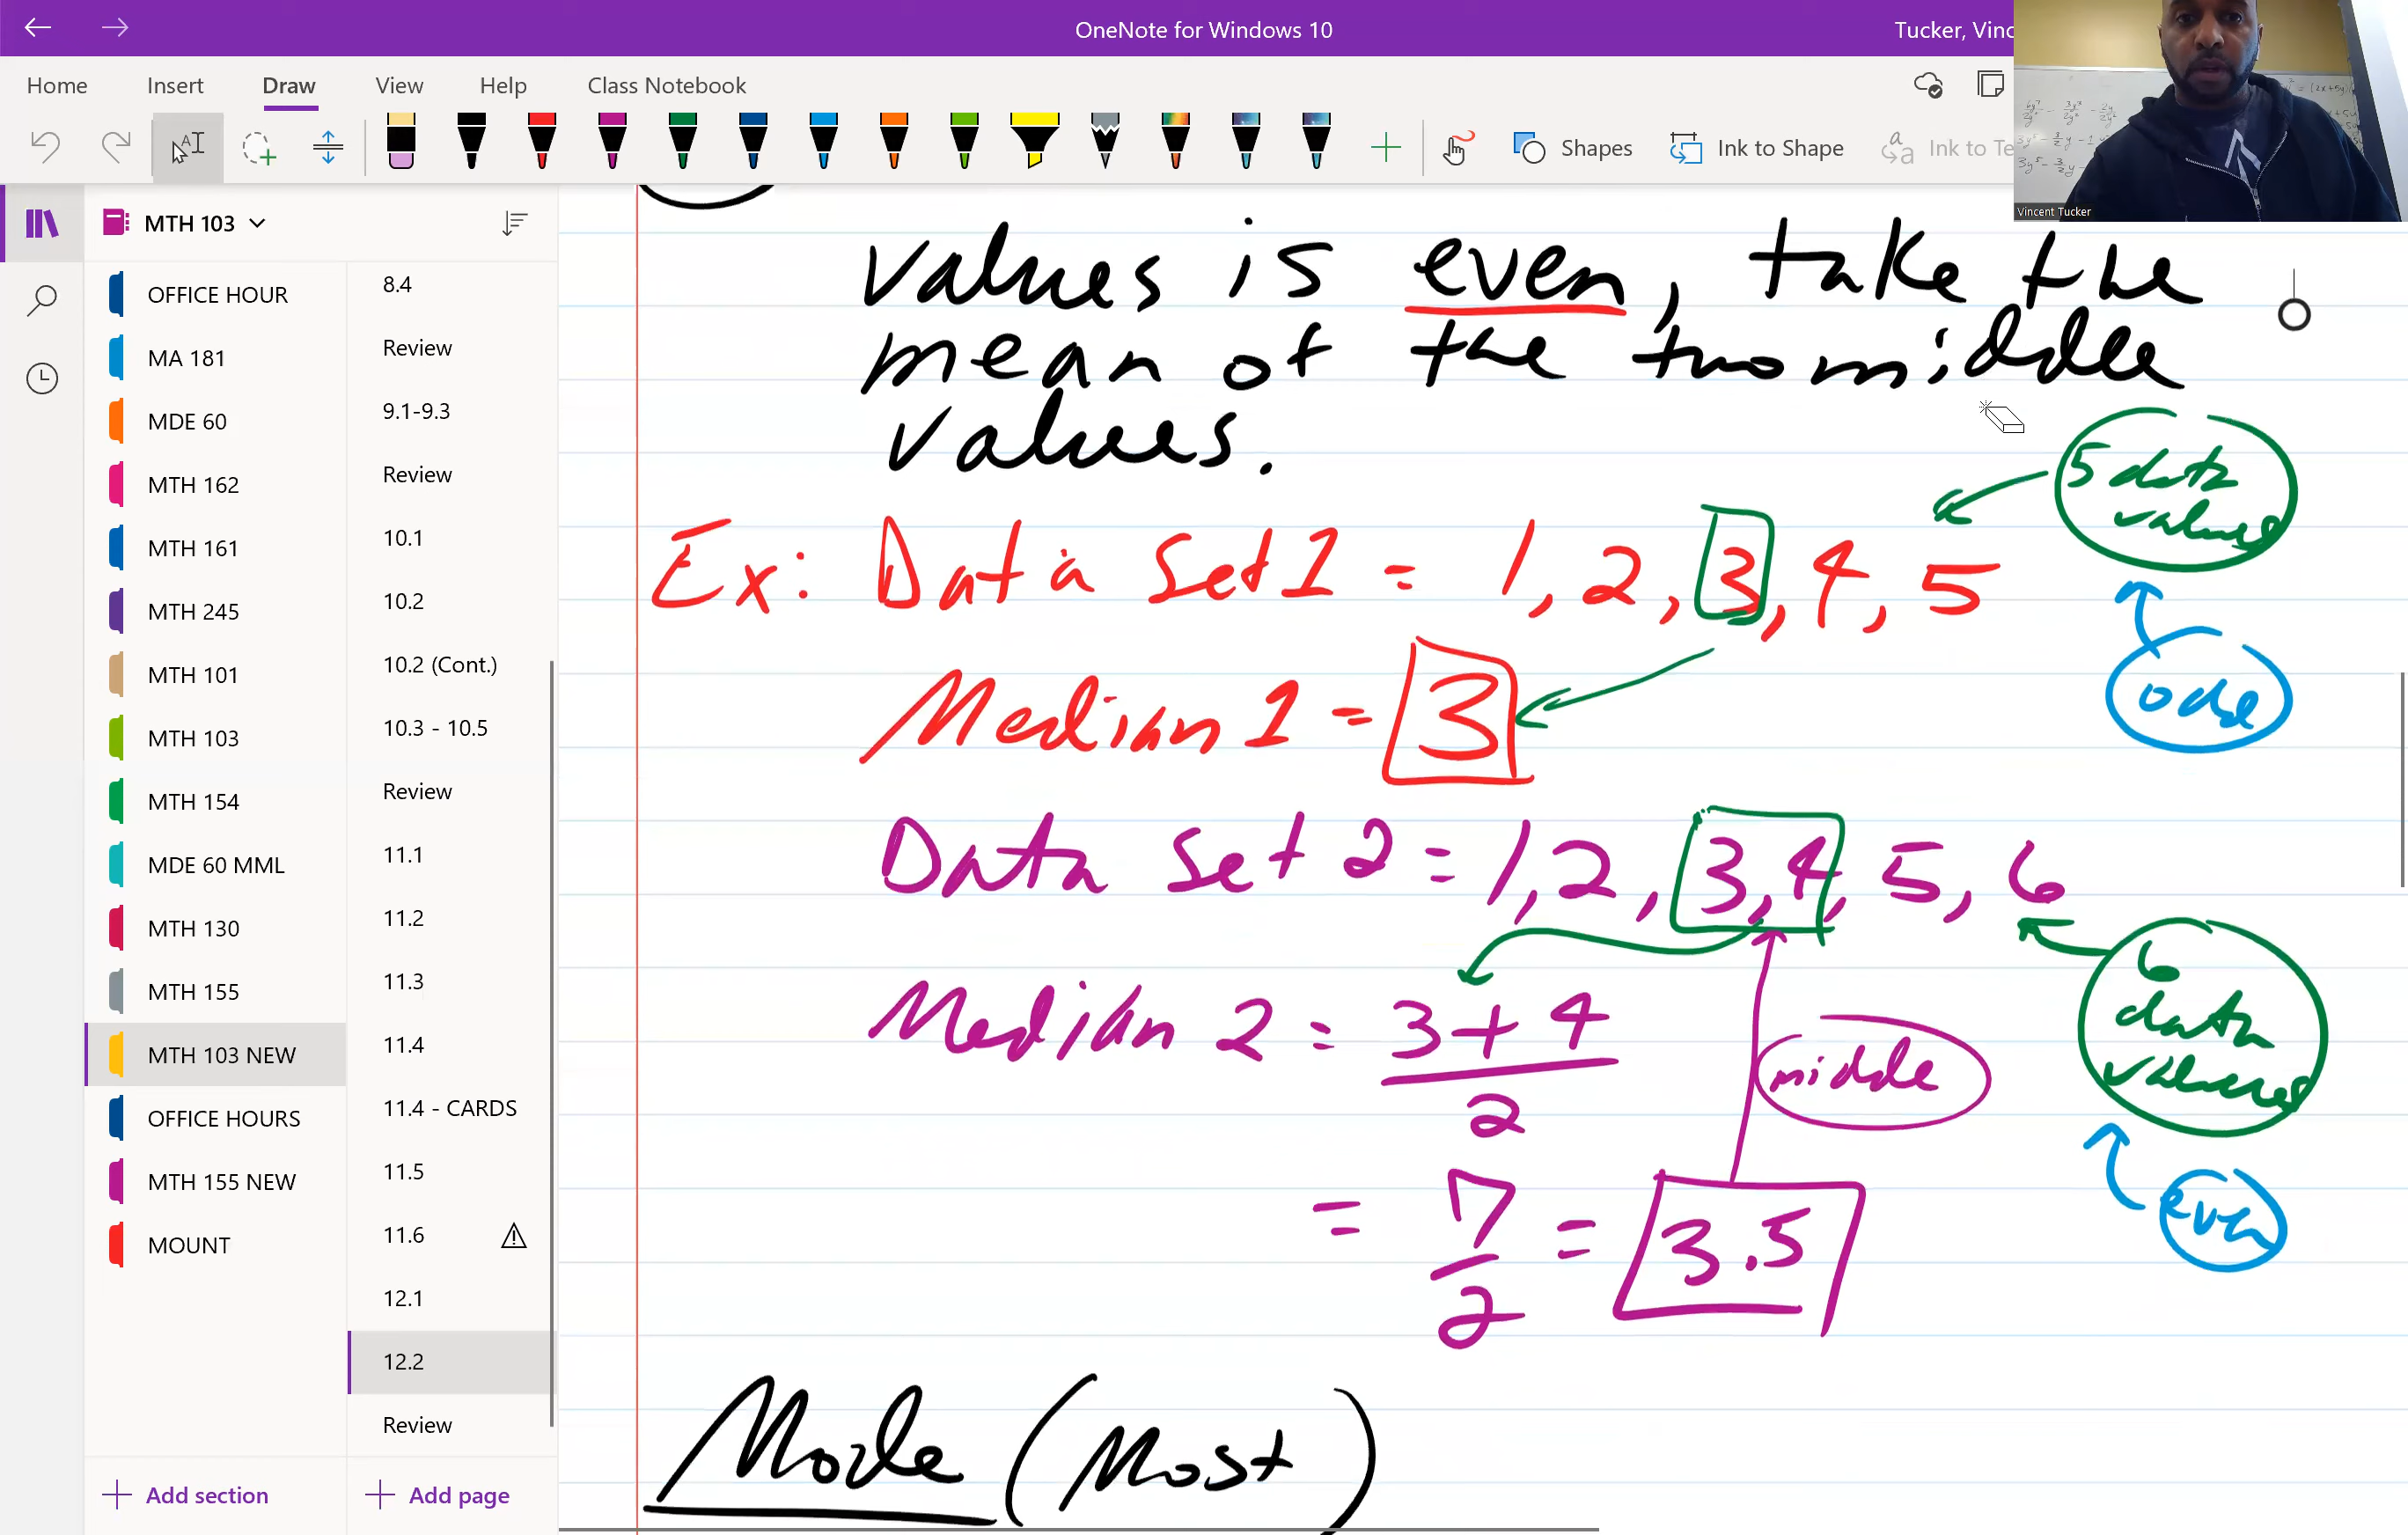 OneNote for Windows 10
Tucker, Vinc
Home Insert Draw View Help Class Notebook
Shapes Ink to Shape Ink to Te
Vincent Tucker
MTH 103
OFFICE HOUR
MA 181
MDE 60
MTH 162
MTH 161
MTH 245
MTH 101
MTH 103
MTH 154
MDE 60 MML
MTH 130
MTH 155
MTH 103 NEW
OFFICE HOURS
MTH 155 NEW
MOUNT
Add section
8.4
Review
9.1-9.3
Review
10.1
10.2
10.2 (Cont.)
10.3 - 10.5
Review
11.1
11.2
11.3
11.4
11.4 - CARDS
11.5
11.6
12.1
12.2
Review
Add page
values is even, take the
mean of the two middle
values.
5 data
values
Ex: Data Set 1 = 1, 2, 3, 4, 5
odd
Median 1 = 3
Data Set 2 = 1, 2, 3, 4, 5, 6
6
data
values
Median 2 = 3 + 4
2
middle
even
= 7 = 3.5
2
Mode (Most)